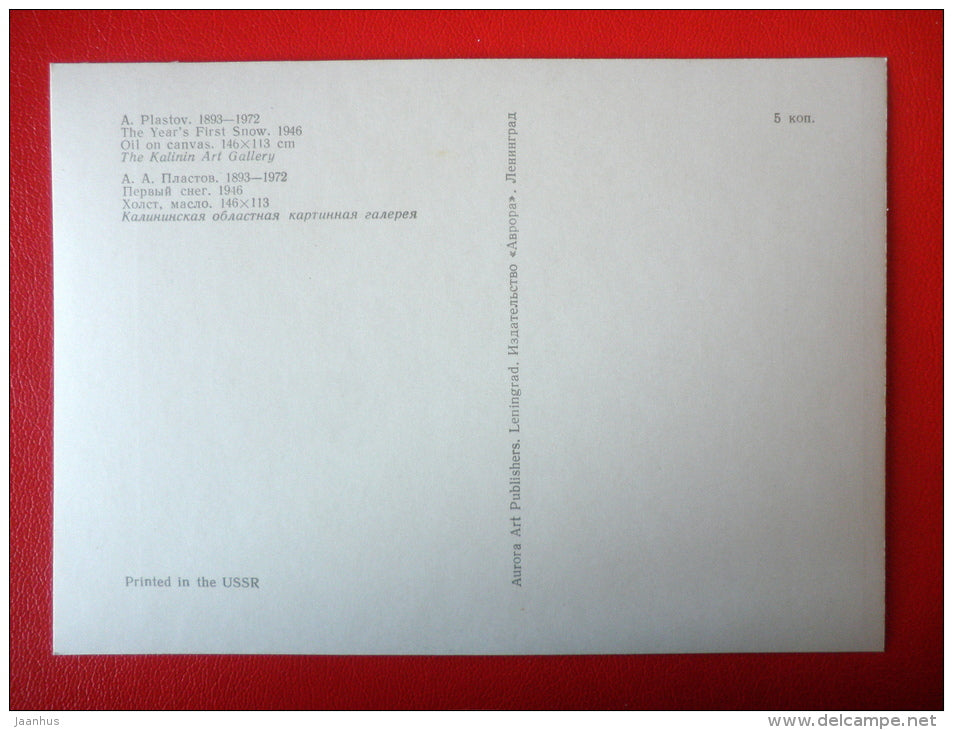 A. Plastov. 1893—1972
The Year's First Snow. 1946
Oil on canvas. 146×113 cm
The Kalinin Art Gallery
А. А. Пластов. 1893—1972
Первый снег. 1946
Холст, масло. 146×113
Калининская областная картинная галерея
Printed in the USSR
Aurora Art Publishers. Leningrad. Издательство «Аврора». Ленинград
5 коп.
Jaanhus
www.delcampe.net